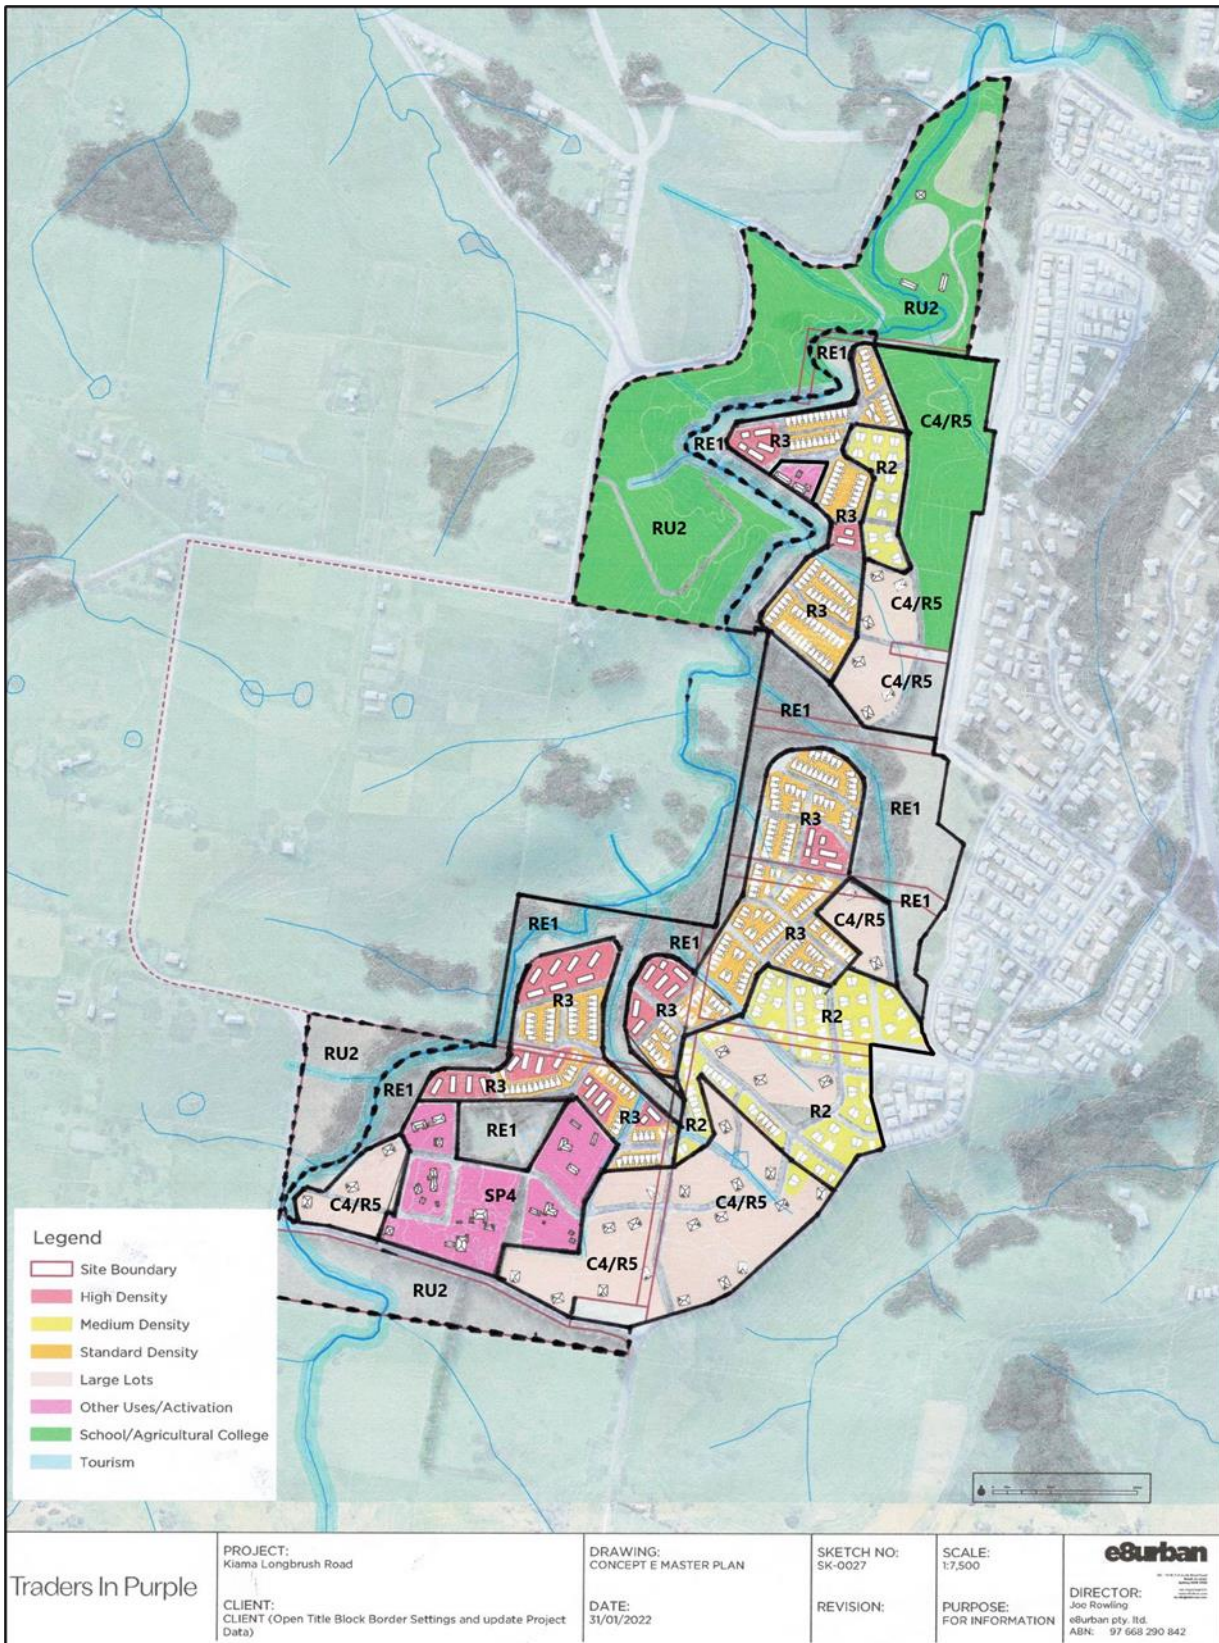 RU2
RE1
C4/R5
RE1
R3
R2
R3
RU2
R3
C4/R5
C4/R5
RE1
R3
RE1
RE1
C4/R5
R3
RE1
RE1
R3
R3
R2
RU2
RE1
R3
R3
R2
R2
RE1
SP4
C4/R5
C4/R5
C4/R5
RU2
Legend
Site Boundary
High Density
Medium Density
Standard Density
Large Lots
Other Uses/Activation
School/Agricultural College
Tourism
Traders In Purple
PROJECT:
Kiama Longbrush Road
CLIENT:
CLIENT (Open Title Block Border Settings and update Project
Data)
DRAWING:
CONCEPT E MASTER PLAN
DATE:
31/01/2022
SKETCH NO:
SK-0027
REVISION:
SCALE:
1:7,500
PURPOSE:
FOR INFORMATION
e8urban
DIRECTOR:
Joe Rowling
e8urban pty. ltd.
ABN: 97 668 290 842